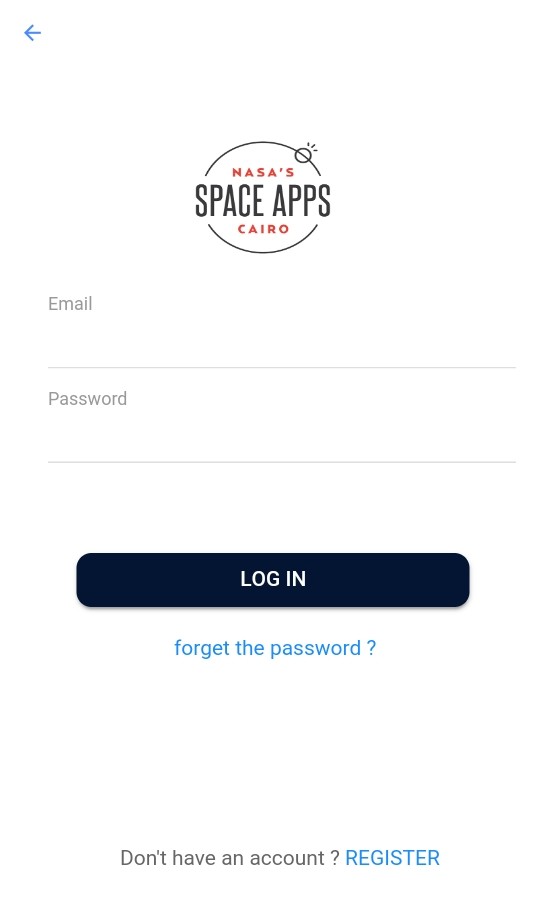 NASA'S
SPACE APPS
CAIRO
Email
Password
LOG IN
forget the password ?
Don't have an account ? REGISTER